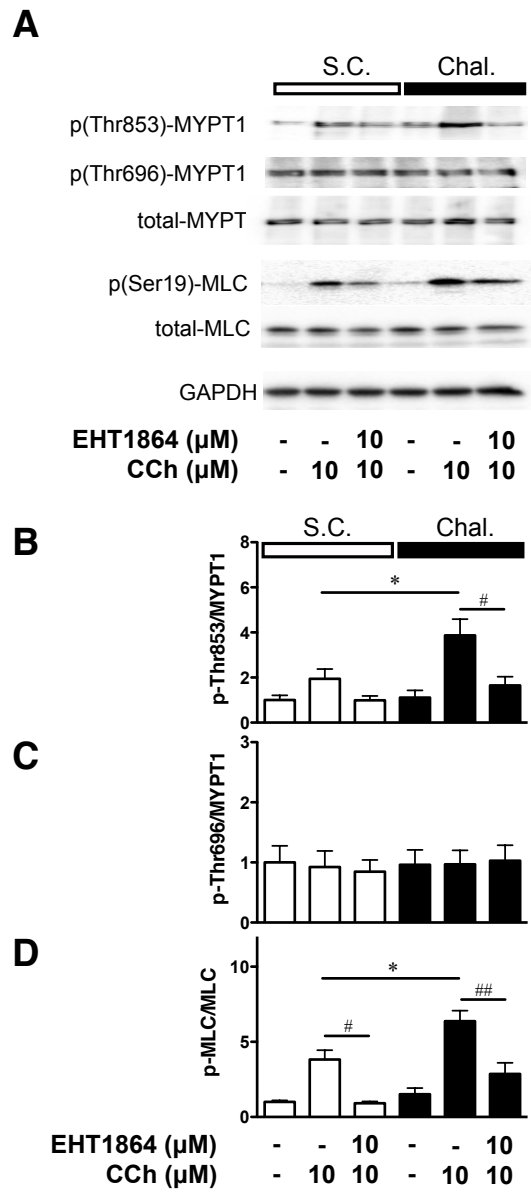 A
S.C. Chal.
p(Thr853)-MYPT1
p(Thr696)-MYPT1
total-MYPT
p(Ser19)-MLC
total-MLC
GAPDH
EHT1864 (μM) - - 10 - - 10
CCh (μM) - 10 10 - 10 10
B
S.C. Chal.
p-Thr853/MYPT1
8
6
4
2
0
*
#
C
p-Thr696/MYPT1
3
2
1
0
D
p-MLC/MLC
10
5
0
*
#
##
EHT1864 (μM) - - 10 - - 10
CCh (μM) - 10 10 - 10 10